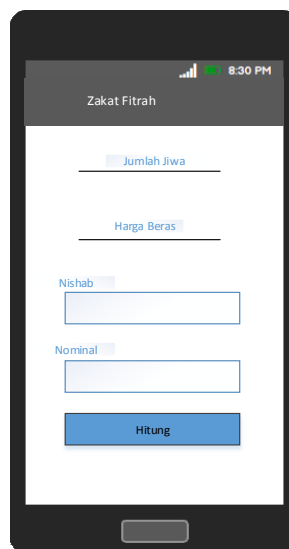 8:30 PM
Zakat Fitrah
Jumlah Jiwa
Harga Beras
Nishab
Nominal
Hitung